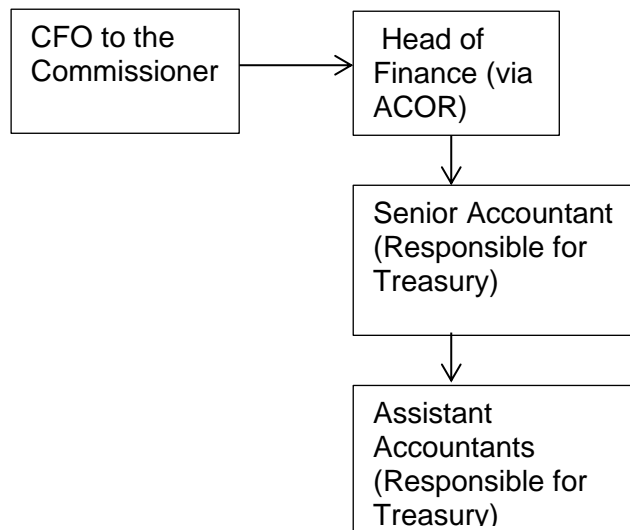 CFO to the
Commissioner
Head of
Finance (via
ACOR)
Senior Accountant
(Responsible for
Treasury)
Assistant
Accountants
(Responsible for
Treasury)